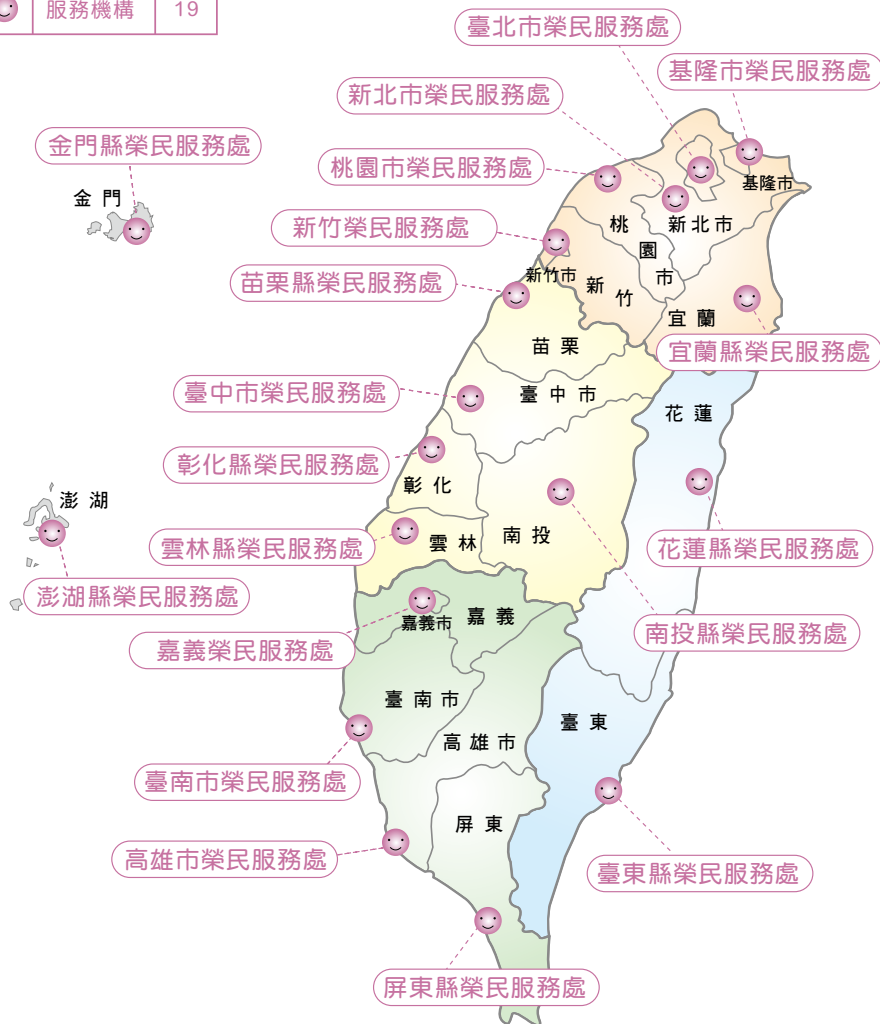 服務機構 19
臺北市榮民服務處
基隆市榮民服務處
新北市榮民服務處
金門縣榮民服務處
桃園市榮民服務處
金門
基隆市
桃園市
新北市
新竹榮民服務處
新竹市
新竹
苗栗縣榮民服務處
宜蘭
苗栗
宜蘭縣榮民服務處
臺中市榮民服務處
臺中市
花蓮
彰化縣榮民服務處
彰化
澎湖
雲林縣榮民服務處
雲林
南投
花蓮縣榮民服務處
澎湖縣榮民服務處
嘉義市
嘉義
南投縣榮民服務處
嘉義榮民服務處
臺南市
臺東
高雄市
臺南市榮民服務處
屏東
高雄市榮民服務處
臺東縣榮民服務處
屏東縣榮民服務處